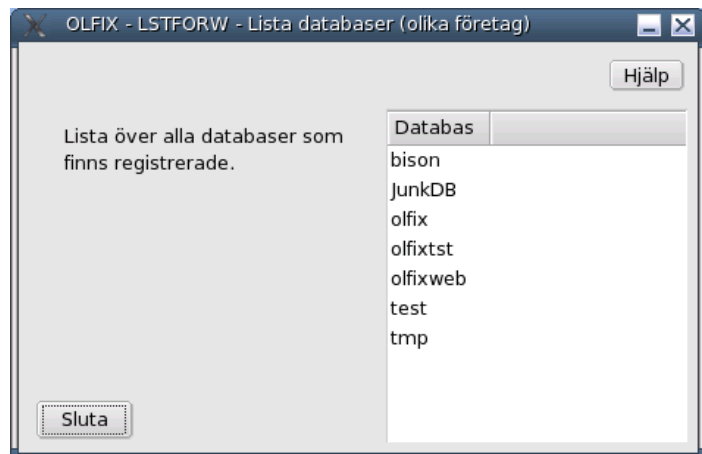 OLFIX - LSTFORW - Lista databaser (olika företag)
Hjälp
Lista över alla databaser som
finns registrerade.
Databas
bison
JunkDB
olfix
olfixtst
olfixweb
test
tmp
Sluta